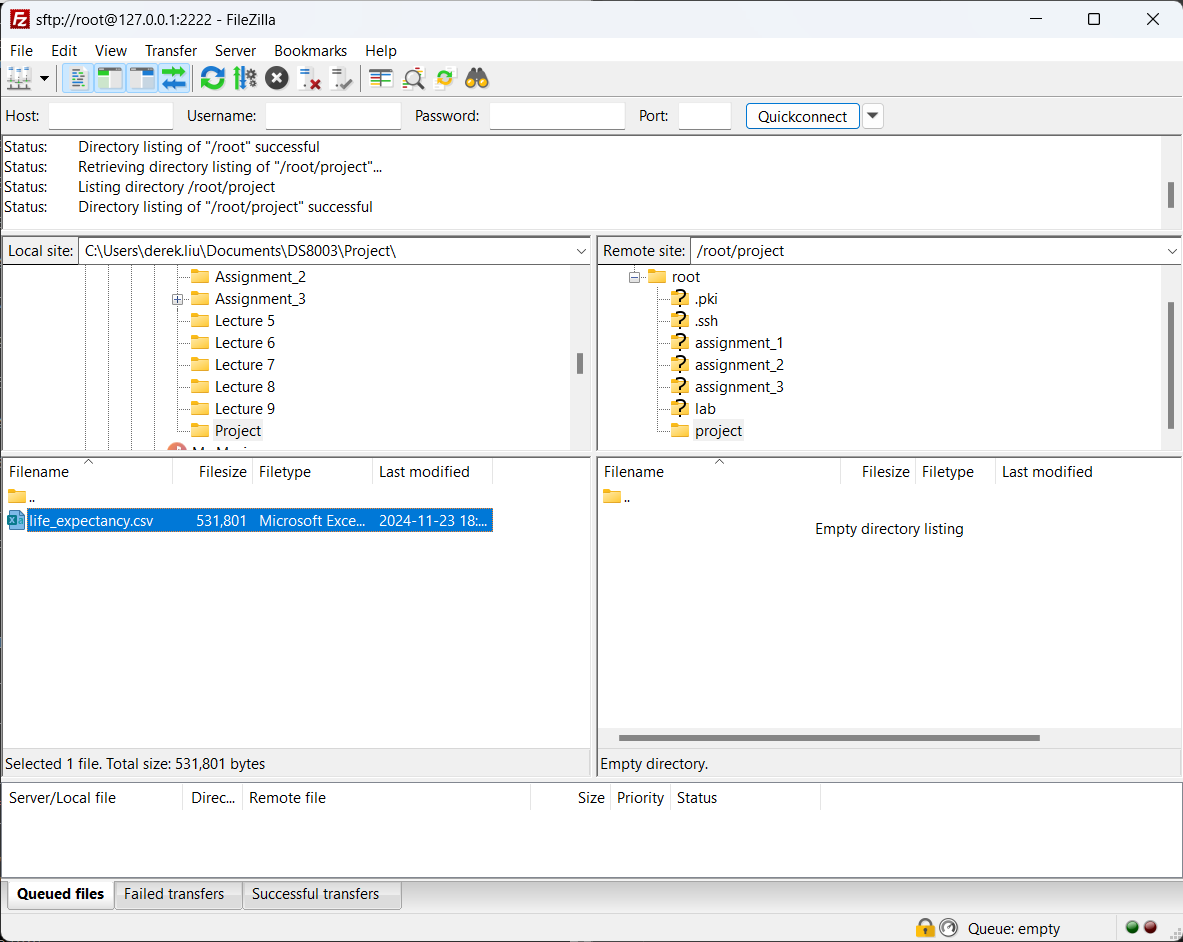 sftp://root@127.0.0.1:2222 - FileZilla
File Edit View Transfer Server Bookmarks Help
Host: Username: Password: Port: Quickconnect
Status: Directory listing of "/root" successful
Status: Retrieving directory listing of "/root/project"...
Status: Listing directory /root/project
Status: Directory listing of "/root/project" successful
Local site: C:\Users\derek.liu\Documents\DS8003\Project\
Assignment_2
Assignment_3
Lecture 5
Lecture 6
Lecture 7
Lecture 8
Lecture 9
Project
Remote site: /root/project
root
.pki
.ssh
assignment_1
assignment_2
assignment_3
lab
project
Filename Filesize Filetype Last modified
..
life_expectancy.csv 531,801 Microsoft Exce... 2024-11-23 18:...
Selected 1 file. Total size: 531,801 bytes
Filename Filesize Filetype Last modified
..
Empty directory listing
Empty directory.
Server/Local file Direc... Remote file Size Priority Status
Queued files Failed transfers Successful transfers
Queue: empty